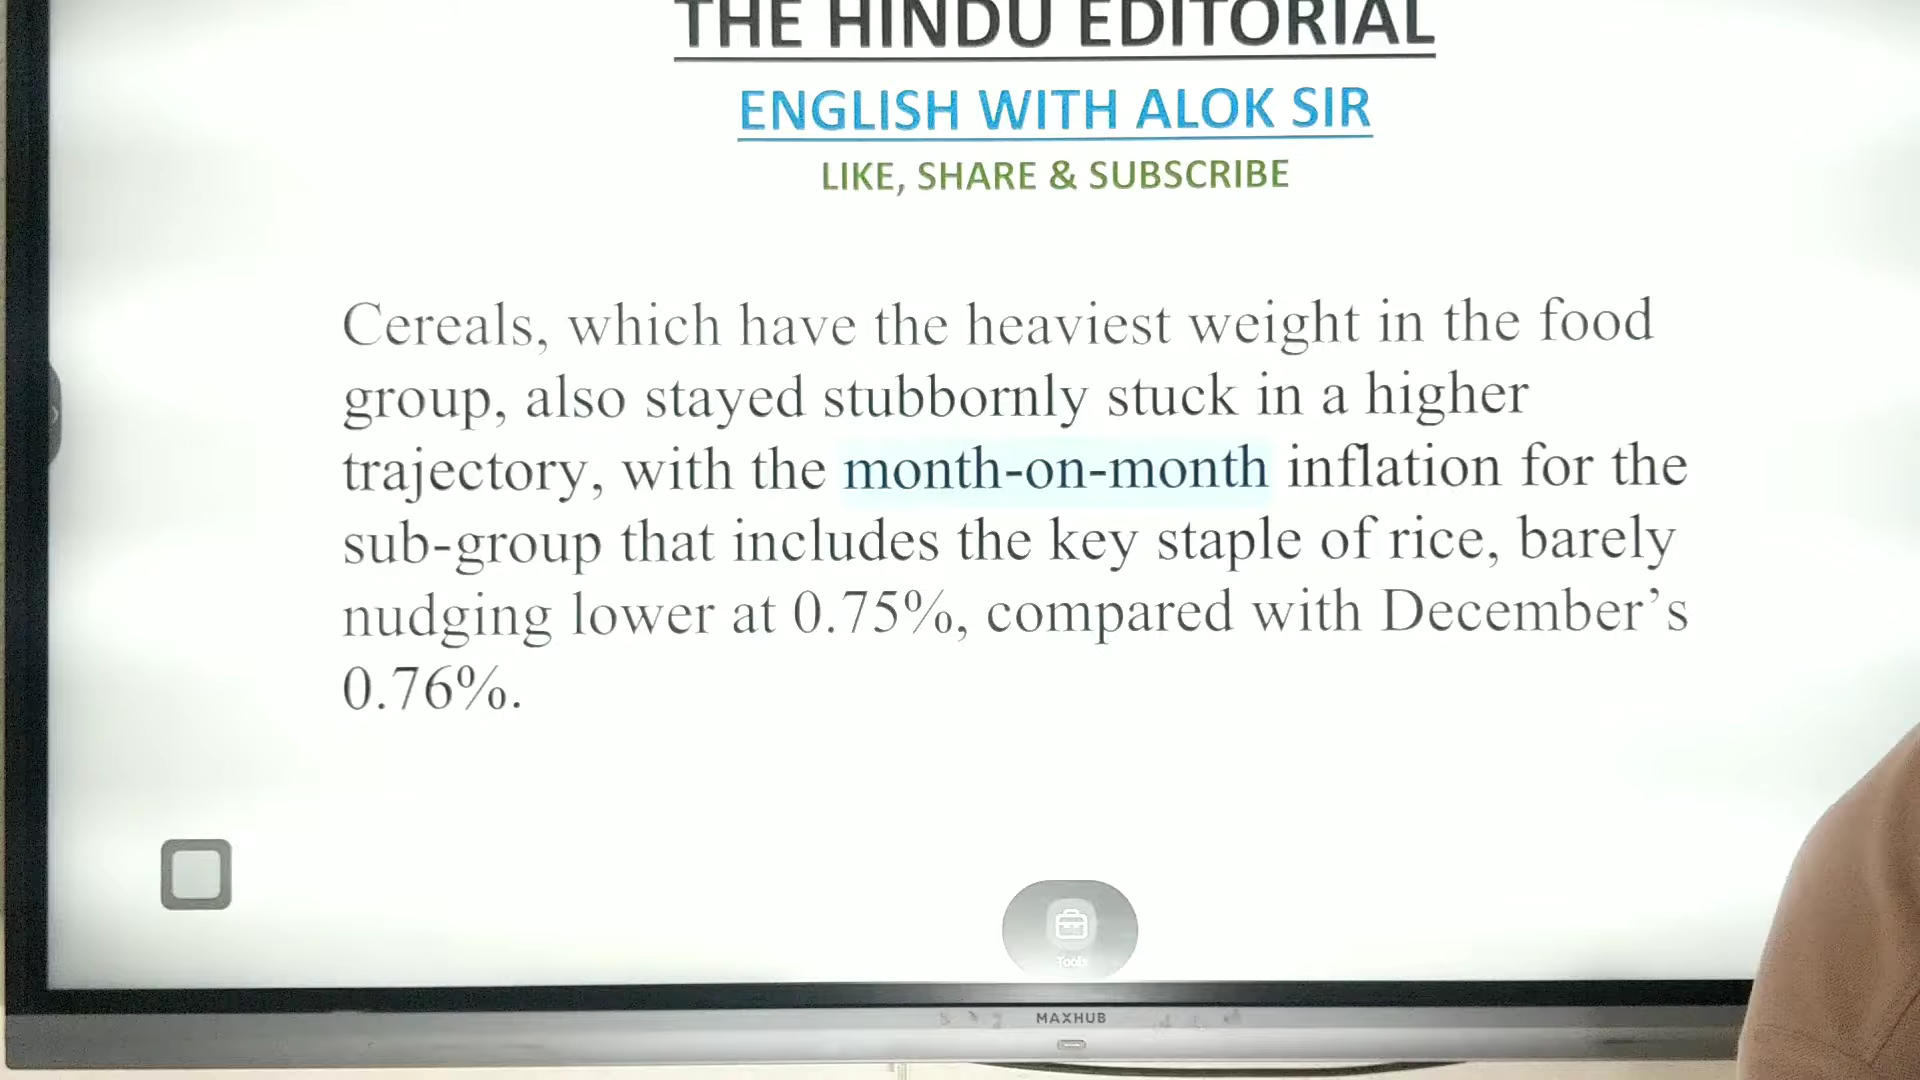 THE HINDU EDITORIAL
ENGLISH WITH ALOK SIR
LIKE, SHARE & SUBSCRIBE
Cereals, which have the heaviest weight in the food
group, also stayed stubbornly stuck in a higher
trajectory, with the month-on-month inflation for the
sub-group that includes the key staple of rice, barely
nudging lower at 0.75%, compared with December’s
0.76%.
Tools
MAXHUB